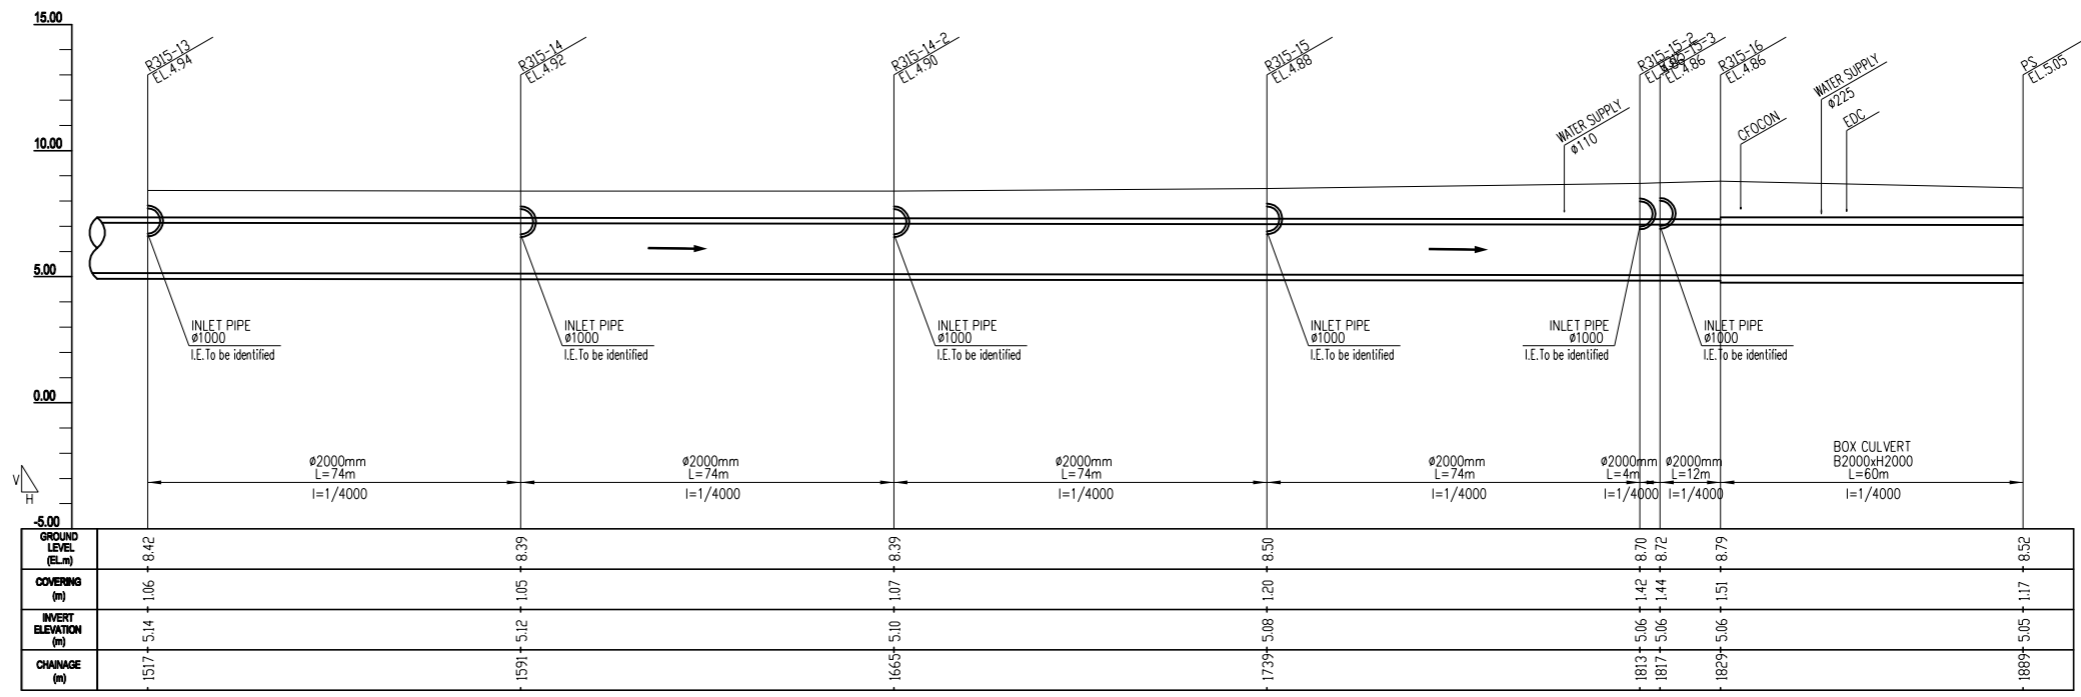 15.00
10.00
5.00
0.00
-5.00
R315-13
EL.4.94
R315-14
EL.4.92
R315-14-2
EL.4.90
R315-15
EL.4.88
R315-15-2
R315-15-3
EL.4.86
R315-16
EL.4.86
PS
EL.5.05
WATER SUPPLY
ø110
CFOCON
WATER SUPPLY
ø225
EDC
INLET PIPE
ø1000
I.E.To be identified
INLET PIPE
ø1000
I.E.To be identified
INLET PIPE
ø1000
I.E.To be identified
INLET PIPE
ø1000
I.E.To be identified
INLET PIPE
ø1000
I.E.To be identified
INLET PIPE
ø1000
I.E.To be identified
V
H
ø2000mm
L=74m
I=1/4000
ø2000mm
L=74m
I=1/4000
ø2000mm
L=74m
I=1/4000
ø2000mm
L=74m
I=1/4000
ø2000mm
L=4m
I=1/4000
ø2000mm
L=12m
I=1/4000
BOX CULVERT
B2000xH2000
L=60m
I=1/4000
GROUND
LEVEL
(EL.m)
8.42 8.39 8.39 8.50 8.70 8.72 8.79 8.52
COVERING
(m)
1.06 1.05 1.07 1.20 1.42 1.44 1.51 1.17
INVERT
ELEVATION
(m)
5.14 5.12 5.10 5.08 5.06 5.06 5.06 5.05
CHAINAGE
(m)
1517 1591 1665 1739 1813 1817 1829 1889